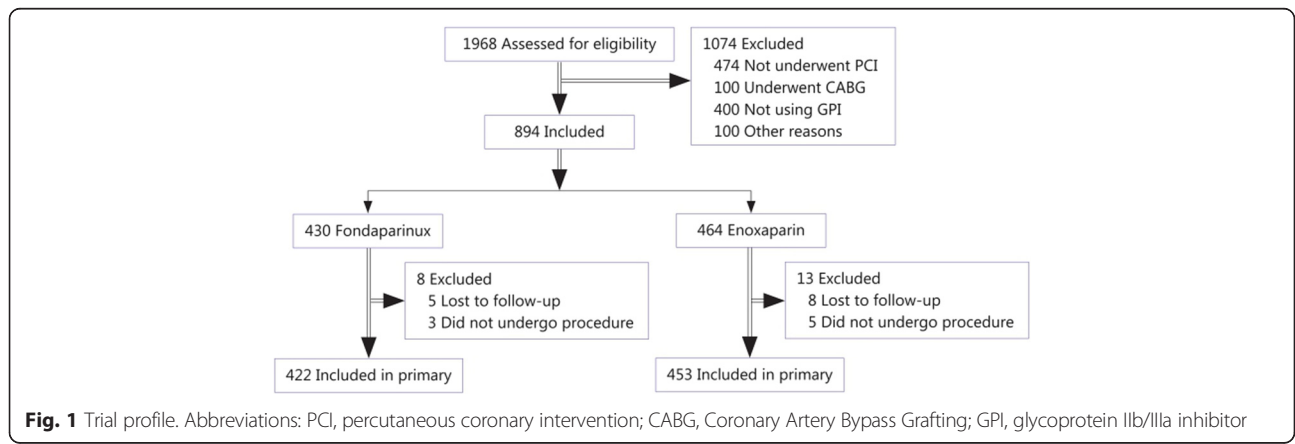 1968 Assessed for eligibility
1074 Excluded
474 Not underwent PCI
100 Underwent CABG
400 Not using GPI
100 Other reasons
894 Included
430 Fondaparinux
464 Enoxaparin
8 Excluded
5 Lost to follow-up
3 Did not undergo procedure
13 Excluded
8 Lost to follow-up
5 Did not undergo procedure
422 Included in primary
453 Included in primary
Fig. 1 Trial profile. Abbreviations: PCI, percutaneous coronary intervention; CABG, Coronary Artery Bypass Grafting; GPI, glycoprotein IIb/IIIa inhibitor